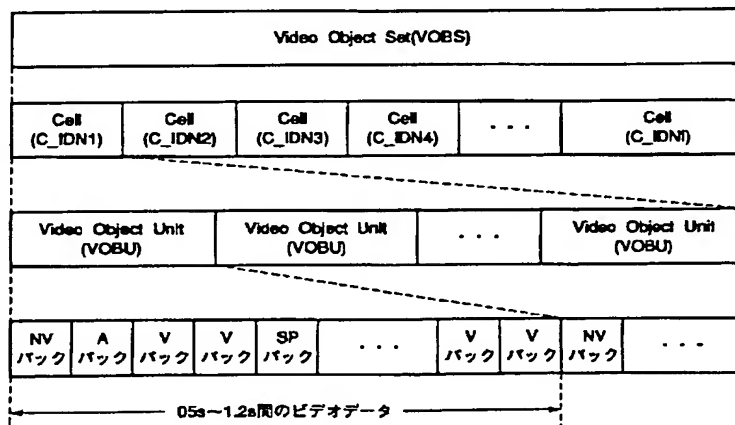 Video Object Set(VOBS)
Cell Cell Cell Cell . . . Cell
(C_IDN1) (C_IDN2) (C_IDN3) (C_IDN4) (C_IDNi)
Video Object Unit Video Object Unit . . . Video Object Unit
(VOBU) (VOBU) (VOBU)
NV A V V SP . . . V V NV . . .
パック パック パック パック パック パック パック パック
05s〜1.2s間のビデオデータ